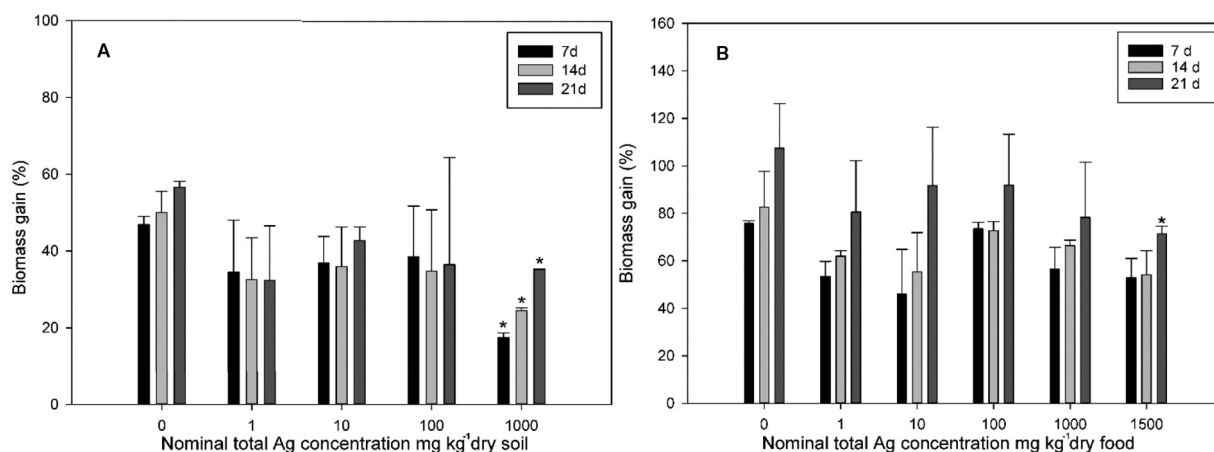 A
7d
14d
21d
100
80
60
40
20
0
Biomass gain (%)
*
*
*
0 1 10 100 1000
Nominal total Ag concentration mg kg⁻¹dry soil
B
7 d
14 d
21 d
160
140
120
100
80
60
40
20
0
Biomass gain (%)
*
0 1 10 100 1000 1500
Nominal total Ag concentration mg kg⁻¹dry food